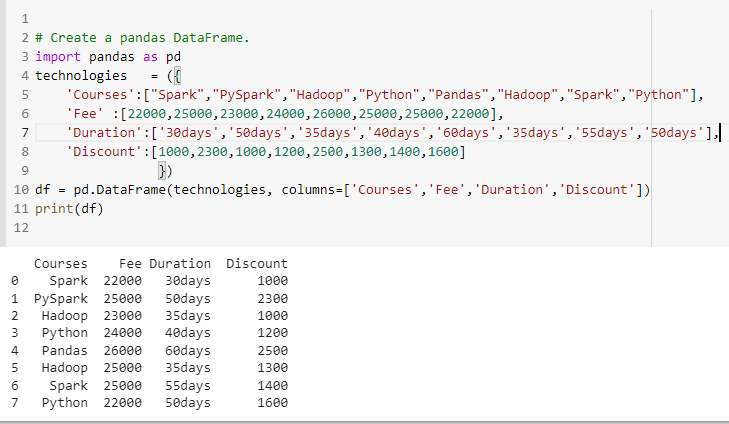 1
2 # Create a pandas DataFrame.
3 import pandas as pd
4 technologies   = ({
5     'Courses':["Spark","PySpark","Hadoop","Python","Pandas","Hadoop","Spark","Python"],
6     'Fee' :[22000,25000,23000,24000,26000,25000,25000,22000],
7     'Duration':['30days','50days','35days','40days','60days','35days','55days','50days'],
8     'Discount':[1000,2300,1000,1200,2500,1300,1400,1600]
9                 })
10 df = pd.DataFrame(technologies, columns=['Courses','Fee','Duration','Discount'])
11 print(df)
12
   Courses    Fee Duration  Discount
0    Spark  22000   30days      1000
1  PySpark  25000   50days      2300
2   Hadoop  23000   35days      1000
3   Python  24000   40days      1200
4   Pandas  26000   60days      2500
5   Hadoop  25000   35days      1300
6    Spark  25000   55days      1400
7   Python  22000   50days      1600